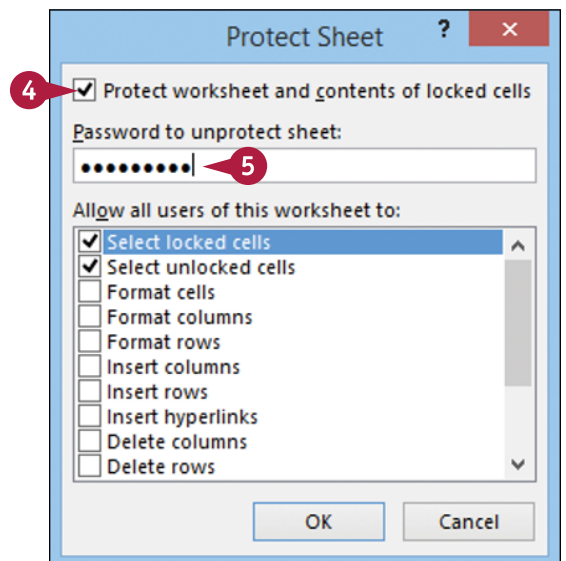 Protect Sheet ? ×
4 Protect worksheet and contents of locked cells
Password to unprotect sheet:
●●●●●●●●● 5
Allow all users of this worksheet to:
Select locked cells
Select unlocked cells
Format cells
Format columns
Format rows
Insert columns
Insert rows
Insert hyperlinks
Delete columns
Delete rows
OK Cancel